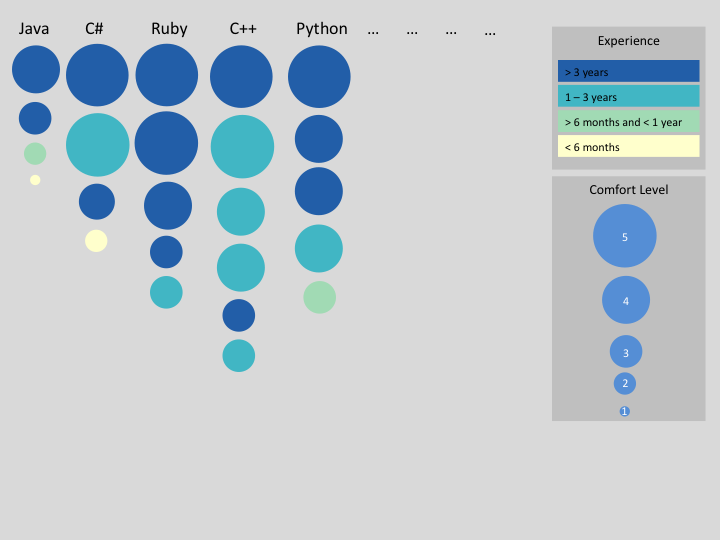 Java C# Ruby C++ Python ... ... ... ...
Experience
> 3 years
1 – 3 years
> 6 months and < 1 year
< 6 months
Comfort Level
5
4
3
2
1